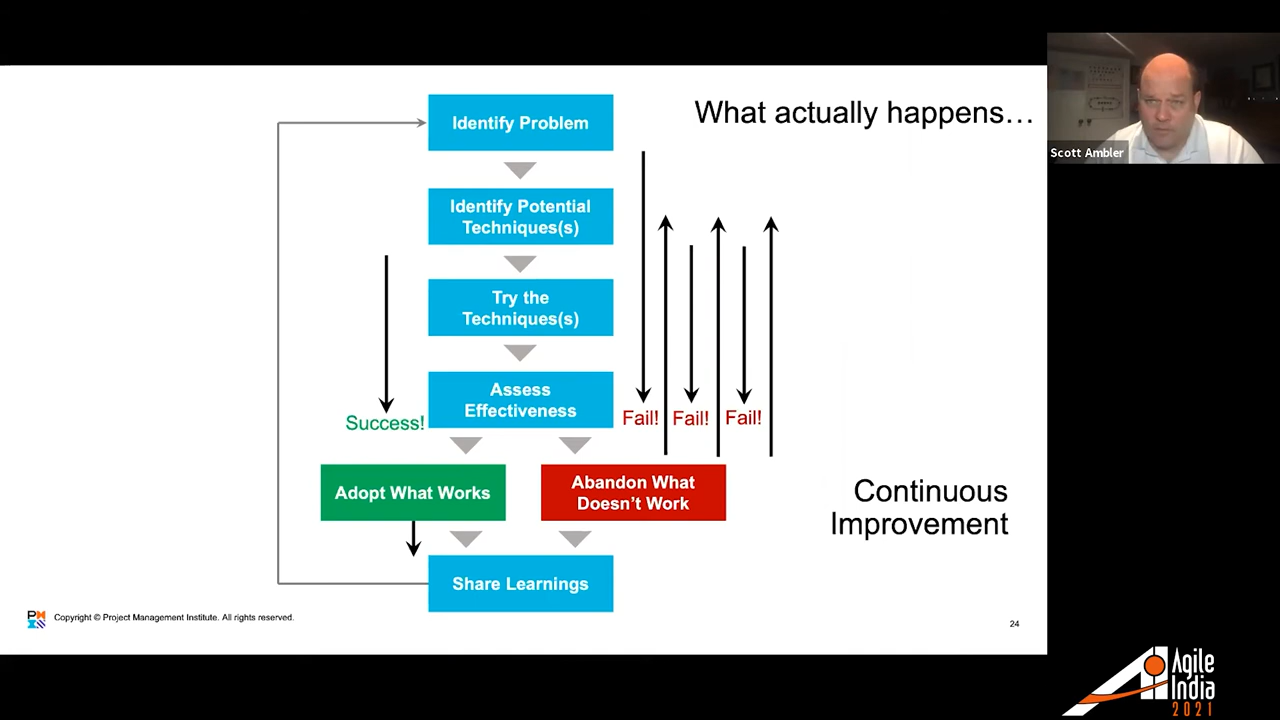 What actually happens…
Identify Problem
Scott Ambler
Identify Potential
Techniques(s)
Try the
Techniques(s)
Assess
Effectiveness
Success!
Fail!
Fail!
Fail!
Adopt What Works
Abandon What
Doesn't Work
Continuous
Improvement
Share Learnings
Copyright © Project Management Institute. All rights reserved.
24
Agile
India
2021